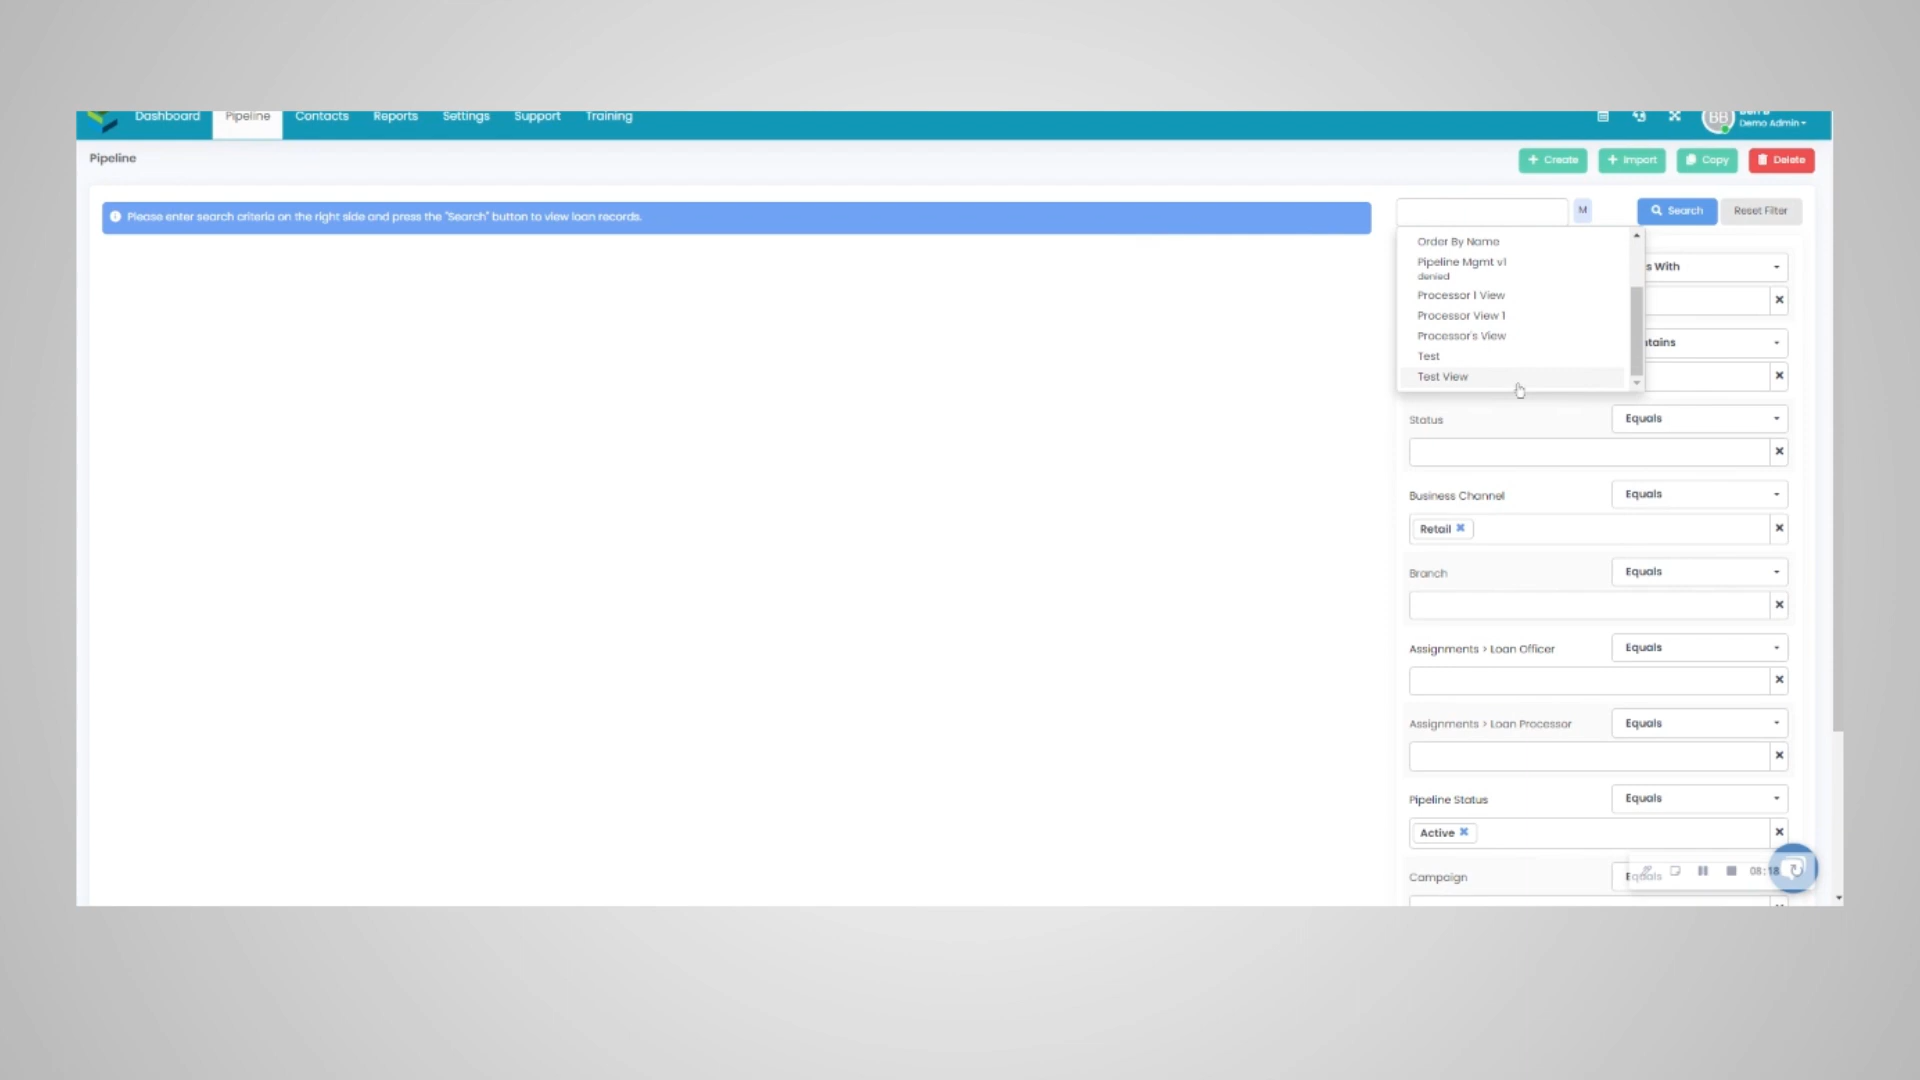 Dashboard Pipeline Contacts Reports Settings Support Training
BB
Demo Admin
Pipeline
+ Create + Import Copy Delete
Please enter search criteria on the right side and press the "Search" button to view loan records.
M Search Reset Filter
Order By Name
Pipeline Mgmt v1
denied
Processor I View
Processor View 1
Processor's View
Test
Test View
s With
tains
Status Equals
Business Channel Equals
Retail
Branch Equals
Assignments > Loan Officer Equals
Assignments > Loan Processor Equals
Pipeline Status Equals
Active
Campaign Equals
08:18